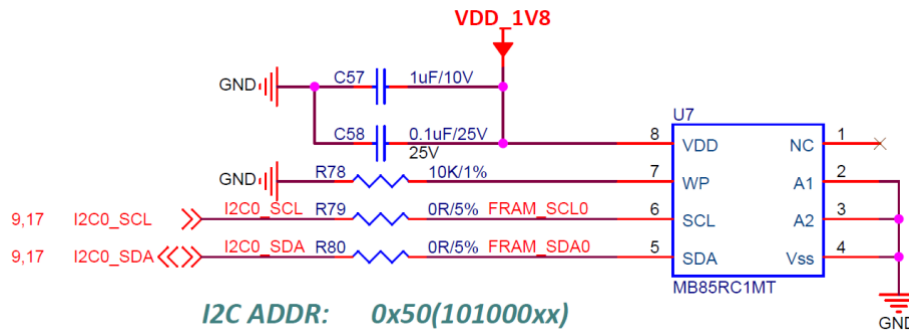 VDD_1V8
GND
C57 1uF/10V
C58 0.1uF/25V
25V
U7
8 VDD NC 1
GND R78 10K/1% 7 WP A1 2
9,17 I2C0_SCL I2C0_SCL R79 0R/5% FRAM_SCL0 6 SCL A2 3
9,17 I2C0_SDA I2C0_SDA R80 0R/5% FRAM_SDA0 5 SDA Vss 4
MB85RC1MT
I2C ADDR: 0x50(101000xx)
GND